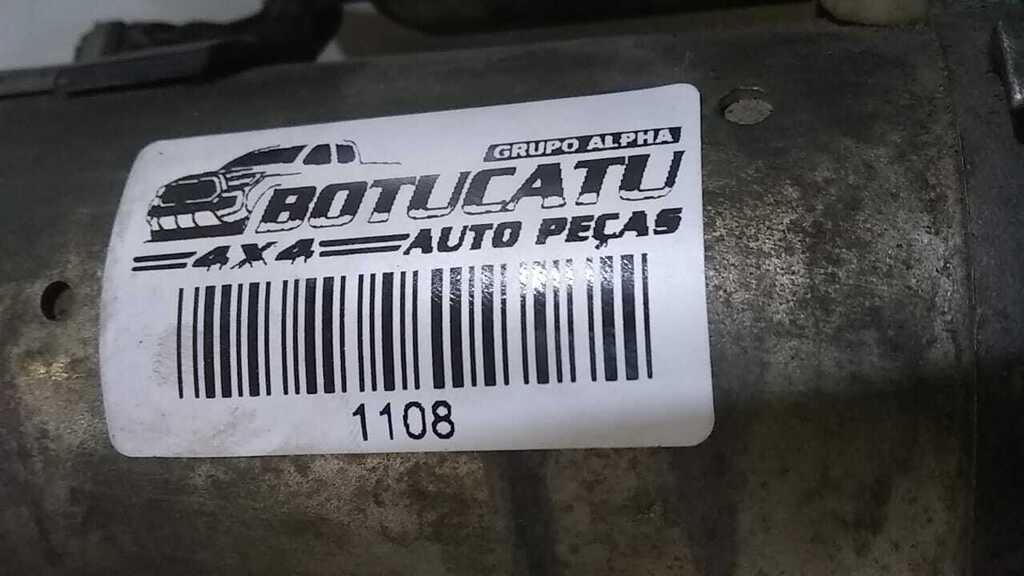 GRUPO ALPHA
BOTUCATU
4X4 AUTO PEÇAS
1108